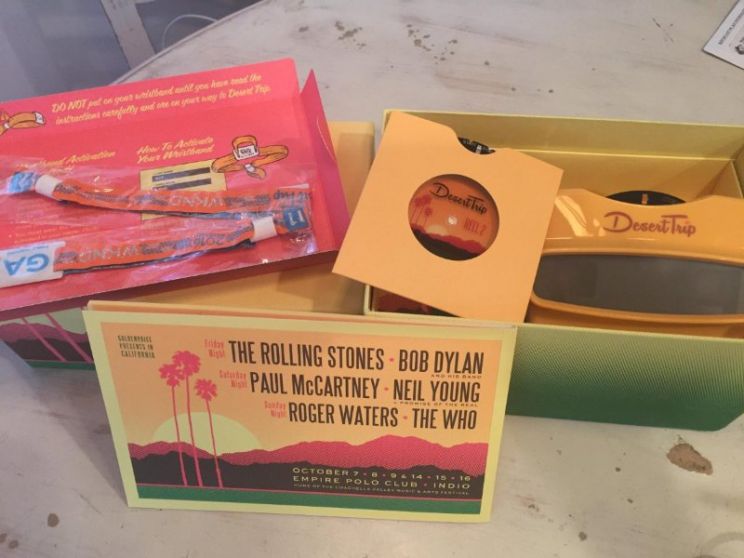 DO NOT put on your wristband until you have read the
instructions carefully and are on your way to Desert Trip.
Activation
How To Activate
Your Wristband
GA
Desert Trip
REEL 2
Desert Trip
GOLDENVOICE
PRESENTS IN
CALIFORNIA
Friday
Night
THE ROLLING STONES • BOB DYLAN
AND HIS BAND
Saturday
Night
PAUL McCARTNEY • NEIL YOUNG
+ PROMISE OF THE REAL
Sunday
Night
ROGER WATERS • THE WHO
OCTOBER 7 • 8 • 9 & 14 • 15 • 16
EMPIRE POLO CLUB • INDIO
HOME OF THE COACHELLA VALLEY MUSIC & ARTS FESTIVAL